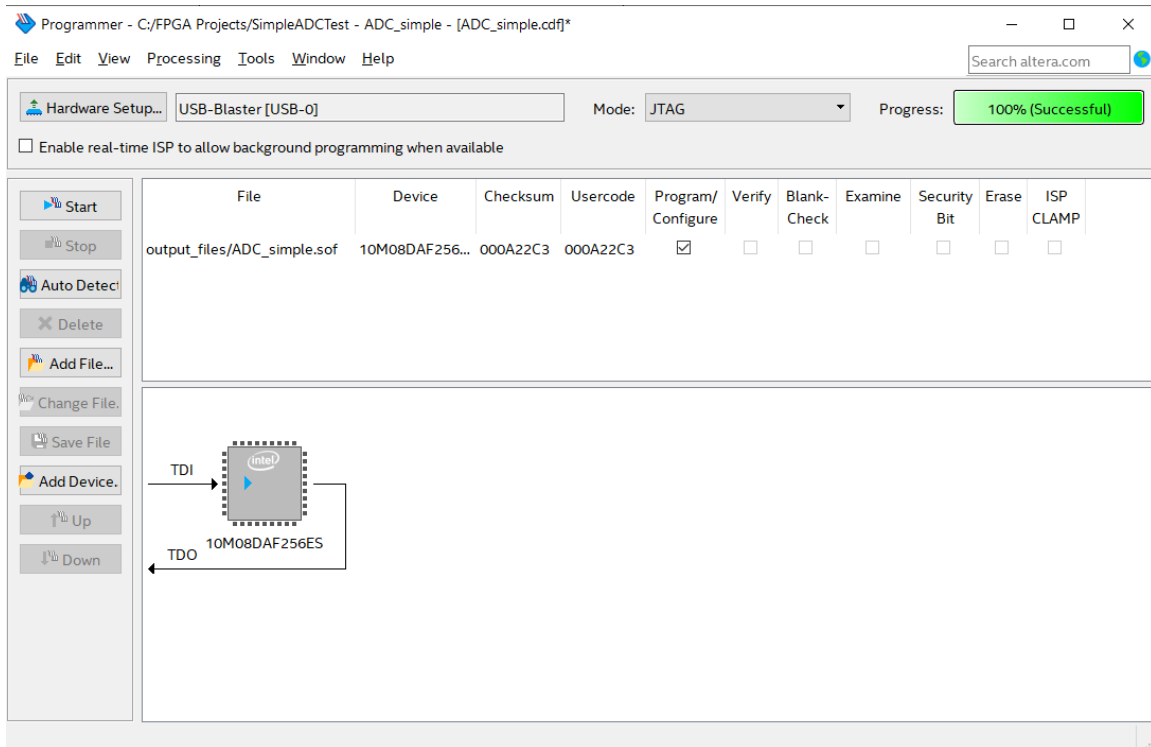 Programmer - C:/FPGA Projects/SimpleADCTest - ADC_simple - [ADC_simple.cdf]*
File Edit View Processing Tools Window Help
Search altera.com
Hardware Setup... USB-Blaster [USB-0] Mode: JTAG Progress: 100% (Successful)
Enable real-time ISP to allow background programming when available
Start
Stop
Auto Detect
Delete
Add File...
Change File.
Save File
Add Device.
Up
Down
File Device Checksum Usercode Program/ Verify Blank- Examine Security Erase ISP
Configure Check Bit CLAMP
output_files/ADC_simple.sof 10M08DAF256... 000A22C3 000A22C3
intel
TDI
10M08DAF256ES
TDO